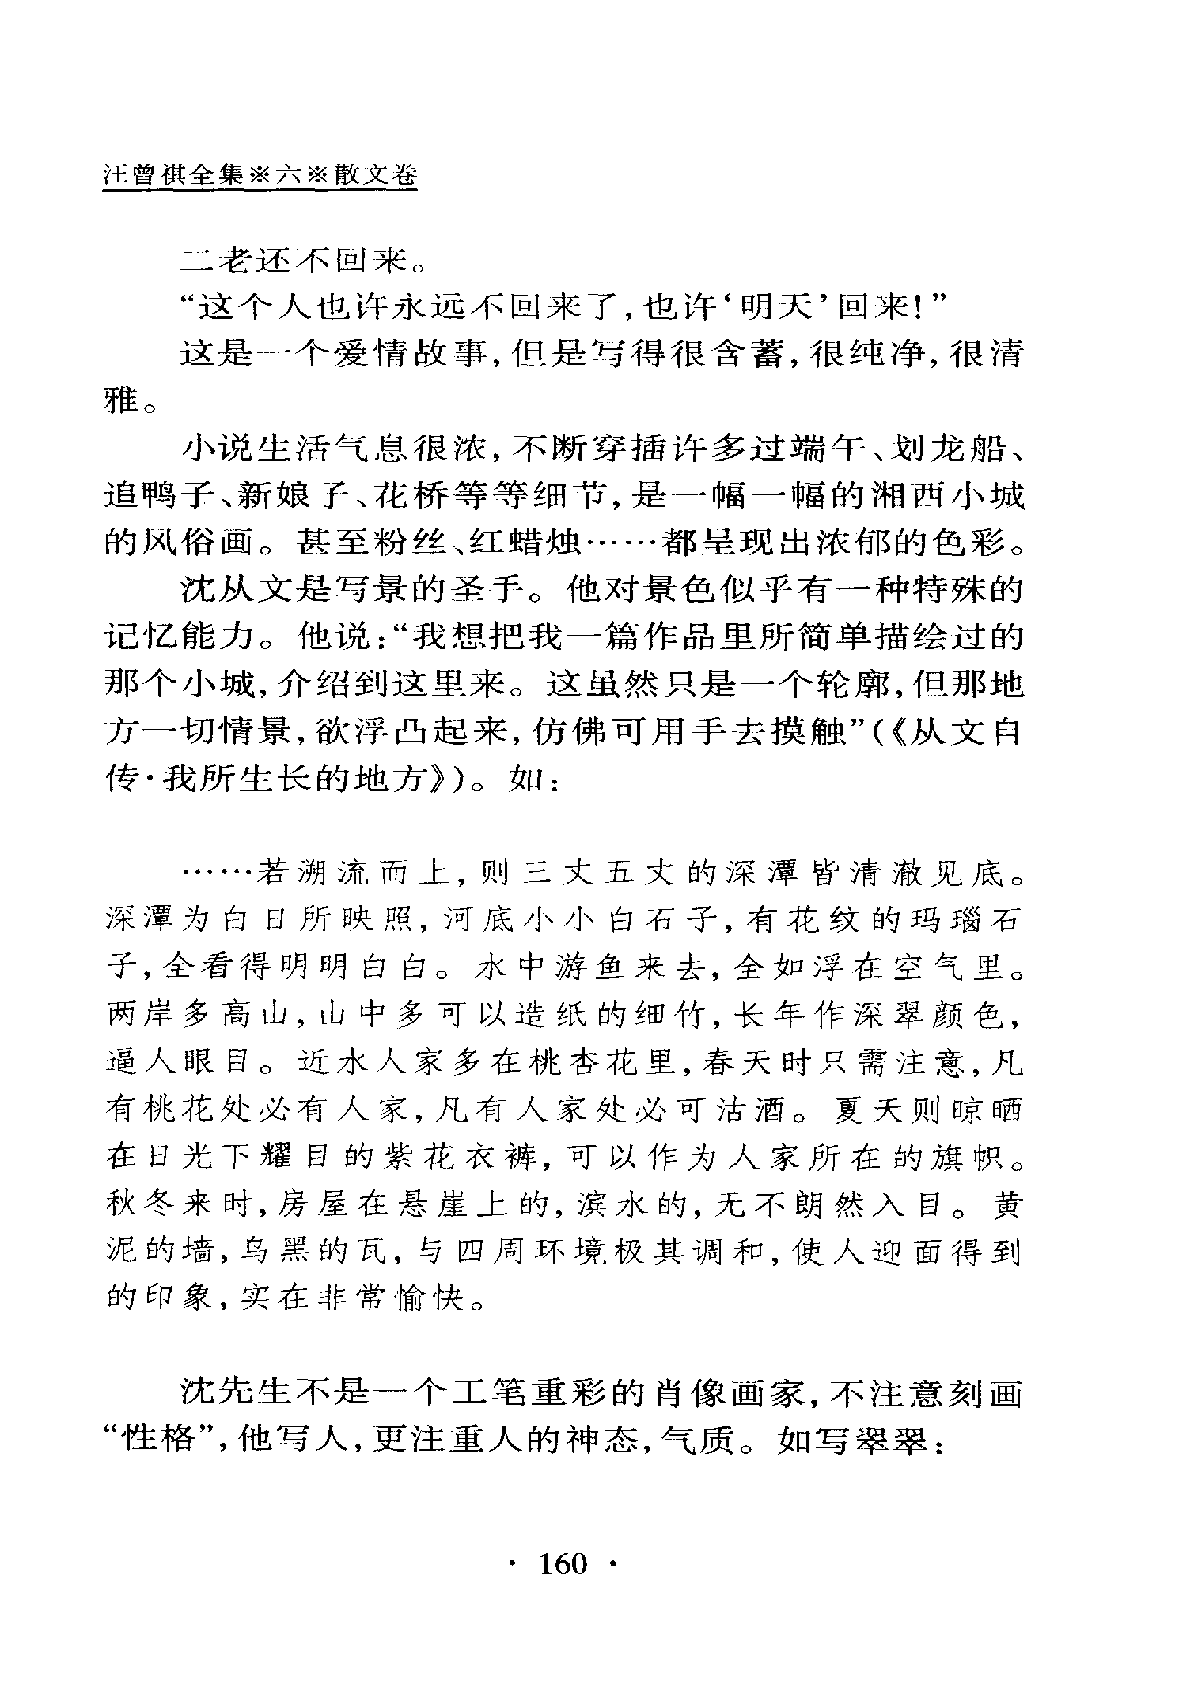 汪曾祺全集※六※散文卷
二老还不回来。
“这个人也许永远不回来了,也许‘明天’回来!”
这是一个爱情故事,但是写得很含蓄,很纯净,很清
雅。
小说生活气息很浓,不断穿插许多过端午、划龙船、
追鸭子、新娘子、花桥等等细节,是一幅一幅的湘西小城
的风俗画。甚至粉丝、红蜡烛……都呈现出浓郁的色彩。
沈从文是写景的圣手。他对景色似乎有一种特殊的
记忆能力。他说:“我想把我一篇作品里所简单描绘过的
那个小城,介绍到这里来。这虽然只是一个轮廓,但那地
方一切情景,欲浮凸起来,仿佛可用手去摸触”(《从文自
传·我所生长的地方》)。如:
……若溯流而上,则三丈五丈的深潭皆清澈见底。
深潭为白日所映照,河底小小白石子,有花纹的玛瑙石
子,全看得明明白白。水中游鱼来去,全如浮在空气里。
两岸多高山,山中多可以造纸的细竹,长年作深翠颜色,
逼人眼目。近水人家多在桃杏花里,春天时只需注意,凡
有桃花处必有人家,凡有人家处必可沽酒。夏天则晾晒
在日光下耀目的紫花衣裤,可以作为人家所在的旗帜。
秋冬来时,房屋在悬崖上的,滨水的,无不朗然入目。黄
泥的墙,乌黑的瓦,与四周环境极其调和,使人迎面得到
的印象,实在非常愉快。
沈先生不是一个工笔重彩的肖像画家,不注意刻画
“性格”,他写人,更注重人的神态,气质。如写翠翠:
· 160 ·